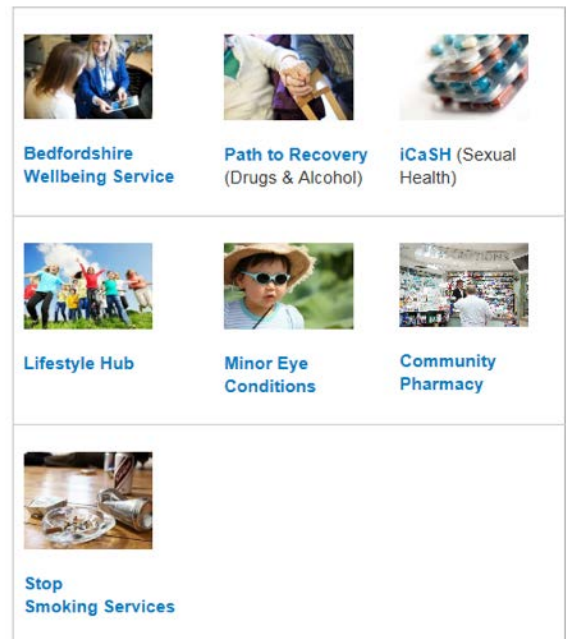 Bedfordshire
Wellbeing Service
Path to Recovery
(Drugs & Alcohol)
iCaSH (Sexual
Health)
Lifestyle Hub
Minor Eye
Conditions
Community
Pharmacy
Stop
Smoking Services